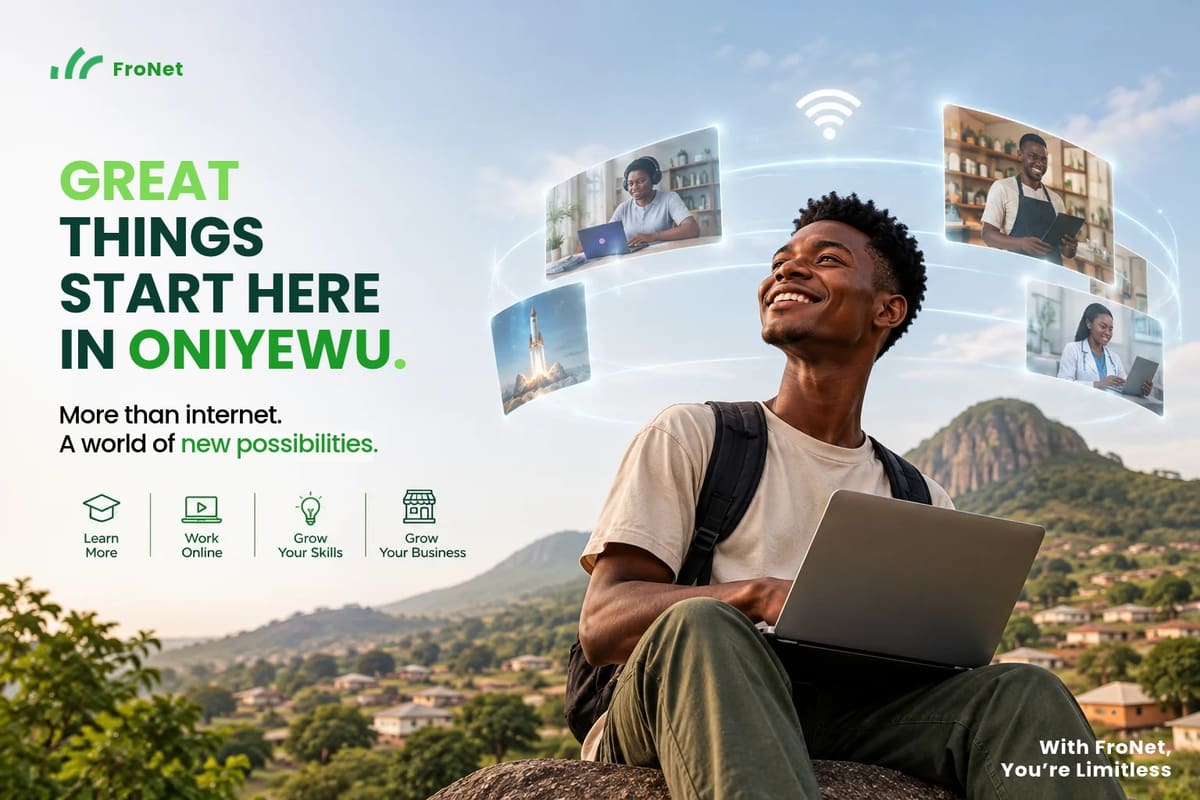 FroNet
GREAT
THINGS
START HERE
IN ONIYEWU.
More than internet.
A world of new possibilities.
Learn
More
Work
Online
Grow
Your Skills
Grow
Your Business
With FroNet,
You're Limitless